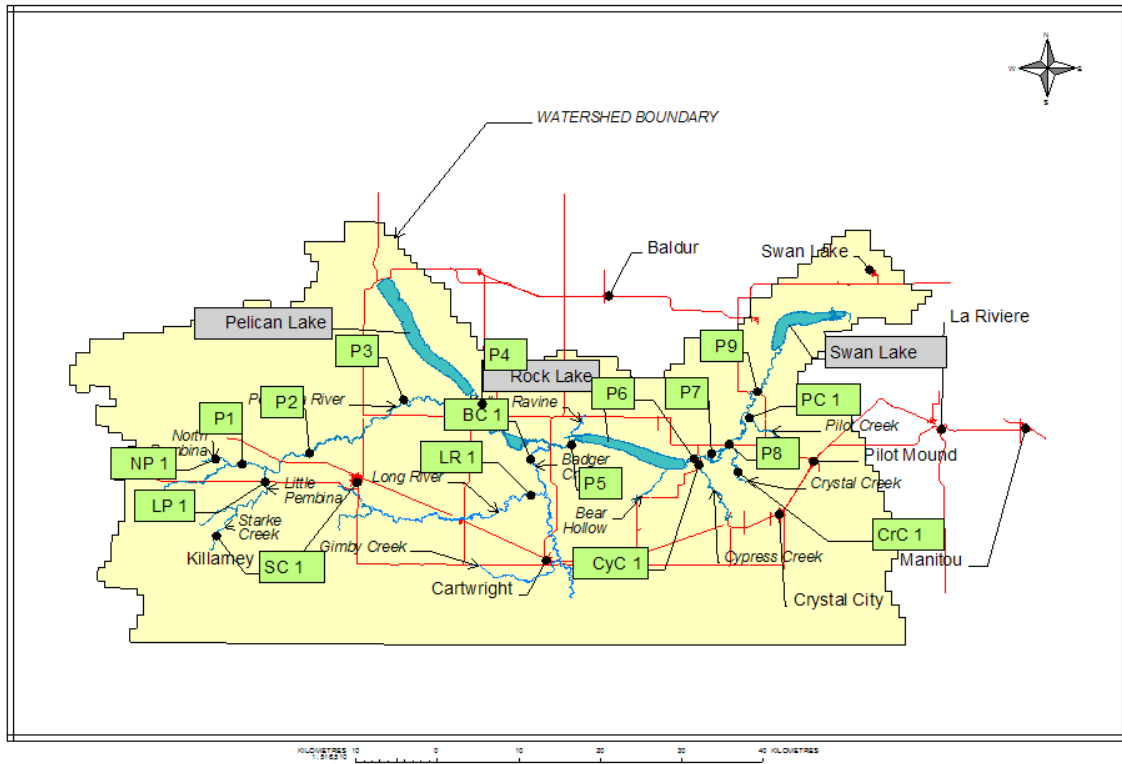 N
W
E
S
WATERSHED BOUNDARY
Baldur
Swan Lake
La Riviere
Pelican Lake
P3
P4
P9
Swan Lake
Rock Lake
P6
P7
P2
River
BC 1
Ravine
PC 1
P1
North
Pilot Creek
NP 1
LR 1
Badger
P8
Pilot Mound
Long River
P5
Crystal Creek
LP 1
Little
Pembina
Bear
Hollow
Starke
Creek
CrC 1
Killarney
Gimby Creek
SC 1
CyC 1
Cypress Creek
Manitou
Cartwright
Crystal City
KILOMETRES 10 0 10 20 30 40 KILOMETRES